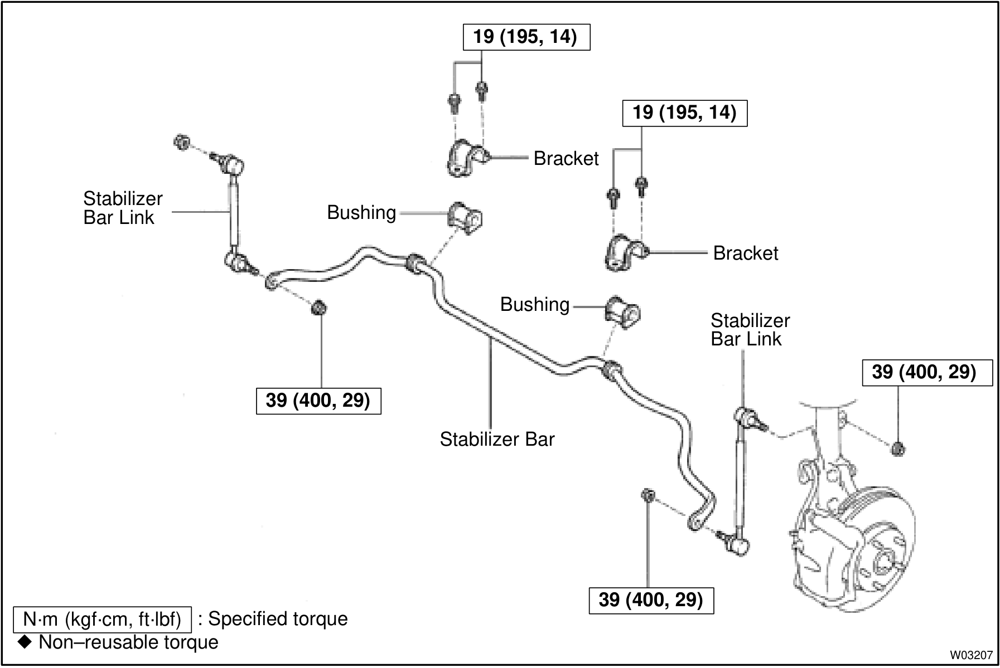 19 (195, 14)
19 (195, 14)
Bracket
Stabilizer
Bar Link
Bushing
Bracket
Bushing
Stabilizer
Bar Link
39 (400, 29)
39 (400, 29)
Stabilizer Bar
39 (400, 29)
N·m (kgf·cm, ft·lbf) : Specified torque
◆ Non–reusable torque
W03207